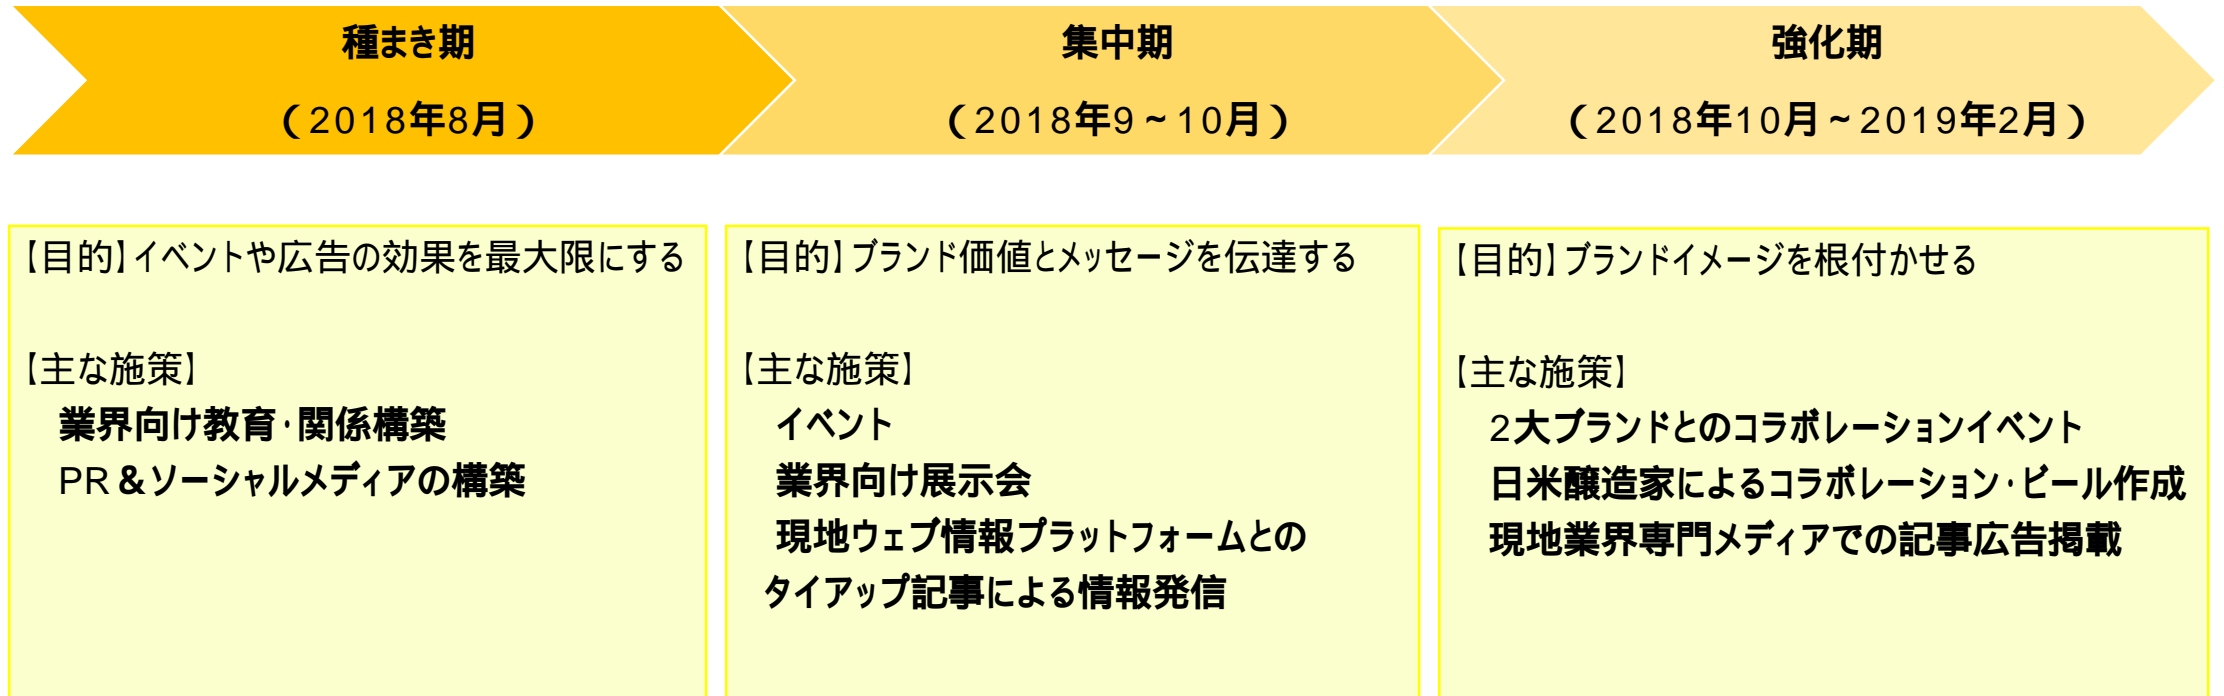 種まき期
（2018年8月）
集中期
（2018年9～10月）
強化期
（2018年10月～2019年2月）
【目的】イベントや広告の効果を最大限にする
【主な施策】
業界向け教育・関係構築
PR＆ソーシャルメディアの構築
【目的】ブランド価値とメッセージを伝達する
【主な施策】
イベント
業界向け展示会
現地ウェブ情報プラットフォームとの
タイアップ記事による情報発信
【目的】ブランドイメージを根付かせる
【主な施策】
2大ブランドとのコラボレーションイベント
日米醸造家によるコラボレーション・ビール作成
現地業界専門メディアでの記事広告掲載